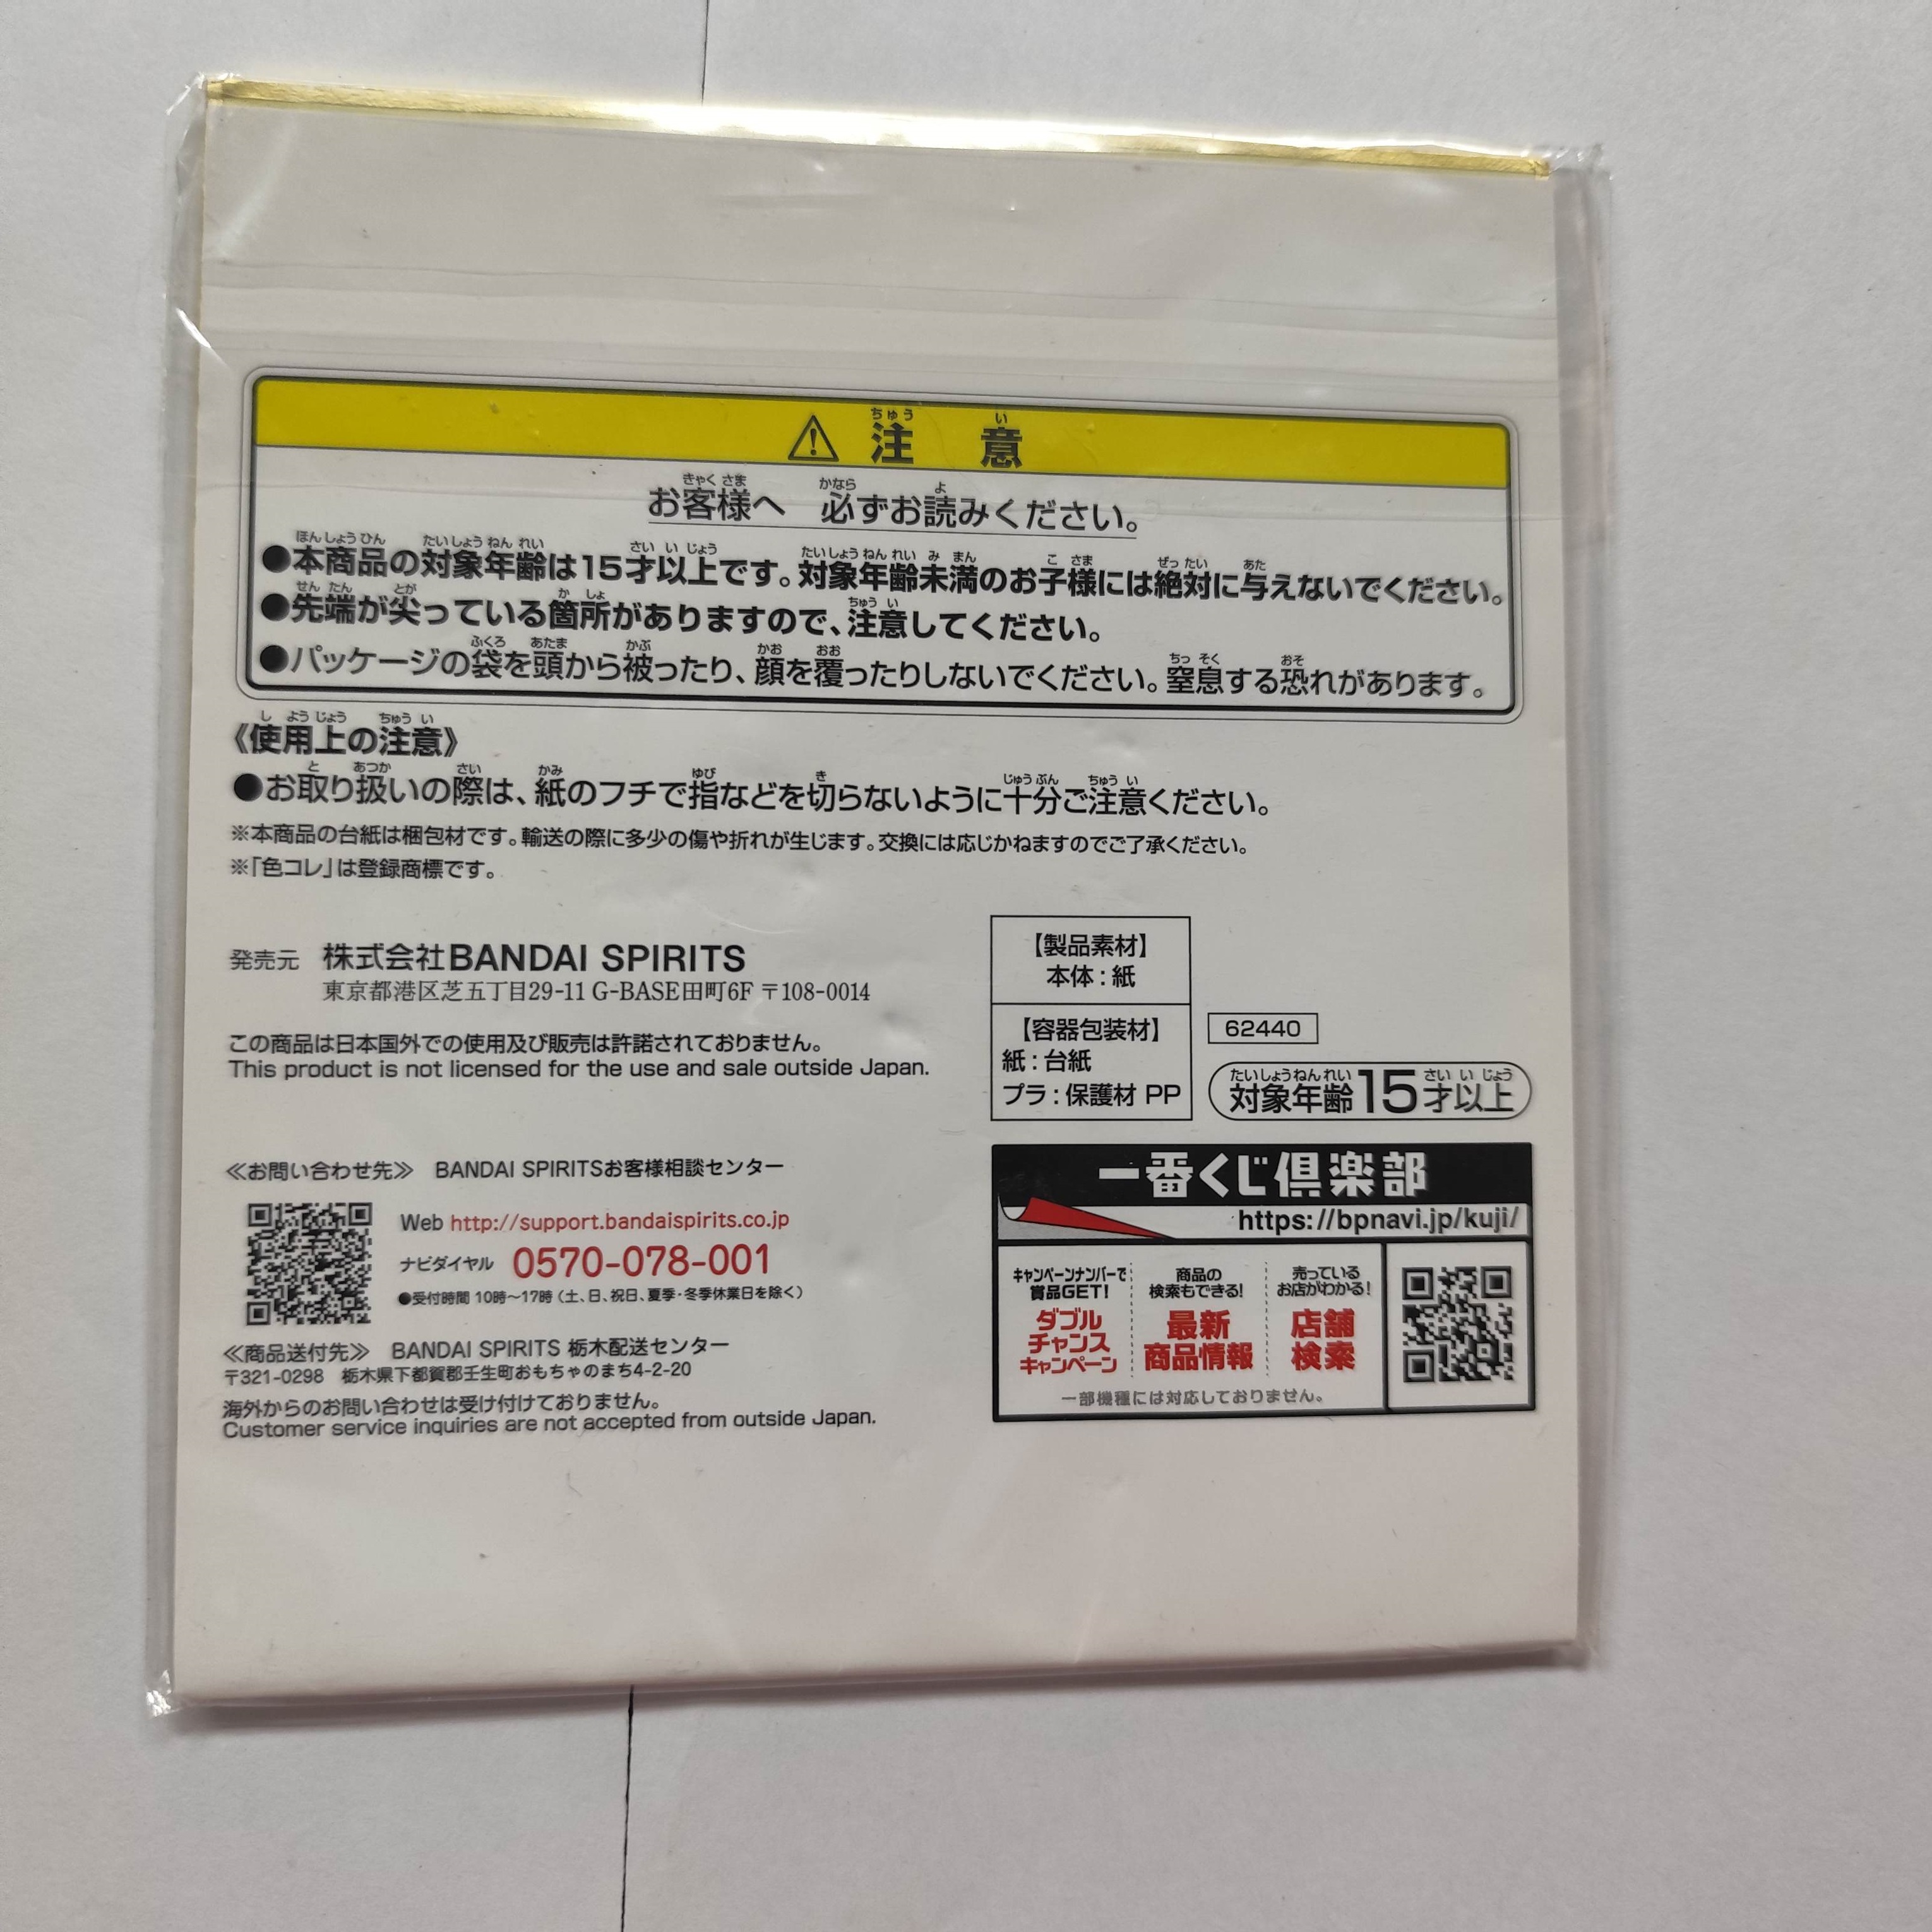 ⚠注 意
お客様へ 必ずお読みください。
●本商品の対象年齢は15才以上です。対象年齢未満のお子様には絶対に与えないでください。
●先端が尖っている箇所がありますので、注意してください。
●パッケージの袋を頭から被ったり、顔を覆ったりしないでください。窒息する恐れがあります。
《使用上の注意》
●お取り扱いの際は、紙のフチで指などを切らないように十分ご注意ください。
※本商品の台紙は梱包材です。輸送の際に多少の傷や折れが生じます。交換には応じかねますのでご了承ください。
※「色コレ」は登録商標です。
発売元 株式会社BANDAI SPIRITS
東京都港区芝五丁目29-11 G-BASE田町6F 〒108-0014
この商品は日本国外での使用及び販売は許諾されておりません。
This product is not licensed for the use and sale outside Japan.
【製品素材】
本体：紙
【容器包装材】
紙：台紙
プラ：保護材 PP
62440
対象年齢15才以上
≪お問い合わせ先≫ BANDAI SPIRITSお客様相談センター
Web http://support.bandaispirits.co.jp
ナビダイヤル 0570-078-001
●受付時間 10時〜17時（土、日、祝日、夏季・冬季休業日を除く）
≪商品送付先≫ BANDAI SPIRITS 栃木配送センター
〒321-0298 栃木県下都賀郡壬生町おもちゃのまち4-2-20
海外からのお問い合わせは受け付けておりません。
Customer service inquiries are not accepted from outside Japan.
一番くじ倶楽部
https://bpnavi.jp/kuji/
キャンペーンナンバーで
賞品GET!
ダブル
チャンス
キャンペーン
商品の
検索もできる!
最新
商品情報
売っている
お店がわかる!
店舗
検索
一部機種には対応しておりません。